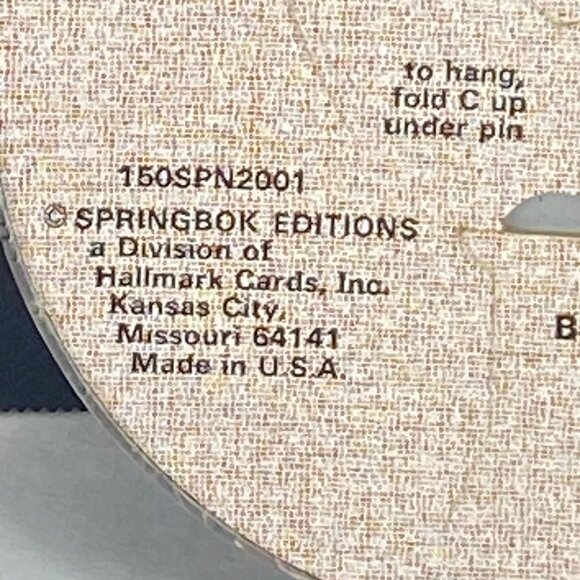 to hang,
fold C up
under pin
150SPN2001
© SPRINGBOK EDITIONS
a Division of
Hallmark Cards, Inc.
Kansas City,
Missouri 64141
Made in U.S.A.
B